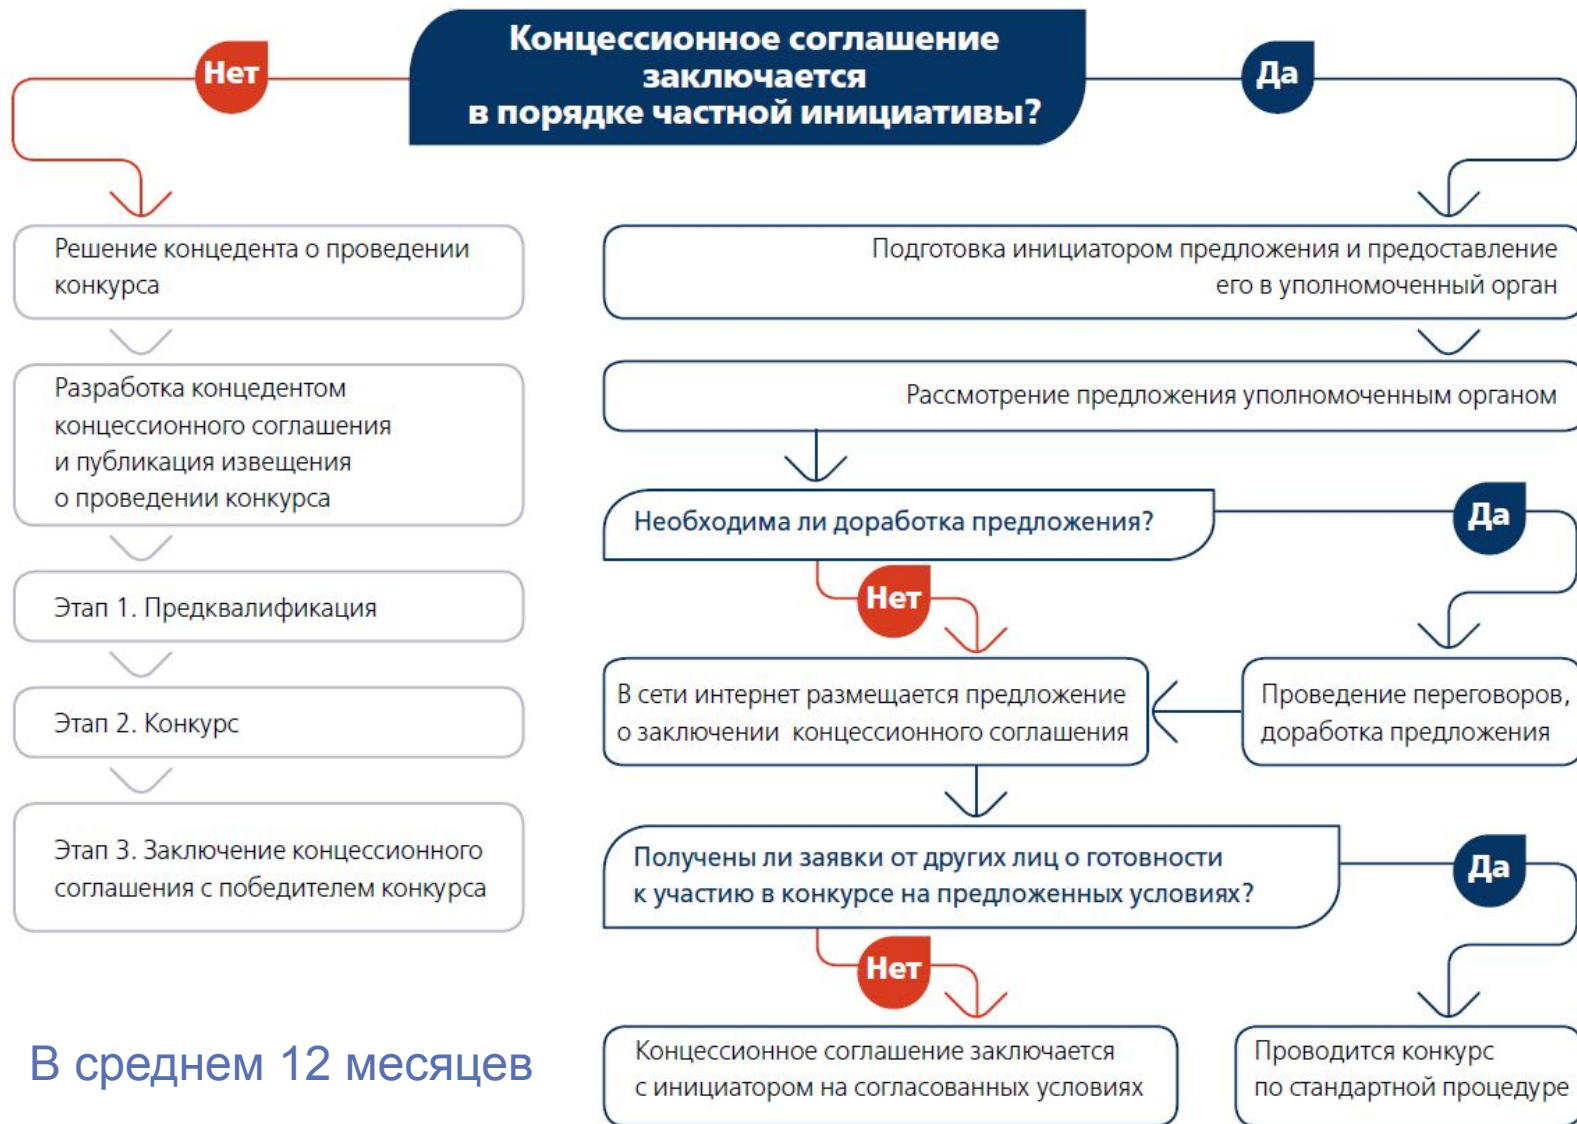 Концессионное соглашение
заключается
в порядке частной инициативы?
Нет
Да
Решение концедента о проведении
конкурса
Разработка концедентом
концессионного соглашения
и публикация извещения
о проведении конкурса
Этап 1. Предквалификация
Этап 2. Конкурс
Этап 3. Заключение концессионного
соглашения с победителем конкурса
В среднем 12 месяцев
Подготовка инициатором предложения и предоставление
его в уполномоченный орган
Рассмотрение предложения уполномоченным органом
Необходима ли доработка предложения?
Да
Нет
В сети интернет размещается предложение
о заключении концессионного соглашения
Проведение переговоров,
доработка предложения
Получены ли заявки от других лиц о готовности
к участию в конкурсе на предложенных условиях?
Да
Нет
Концессионное соглашение заключается
с инициатором на согласованных условиях
Проводится конкурс
по стандартной процедуре